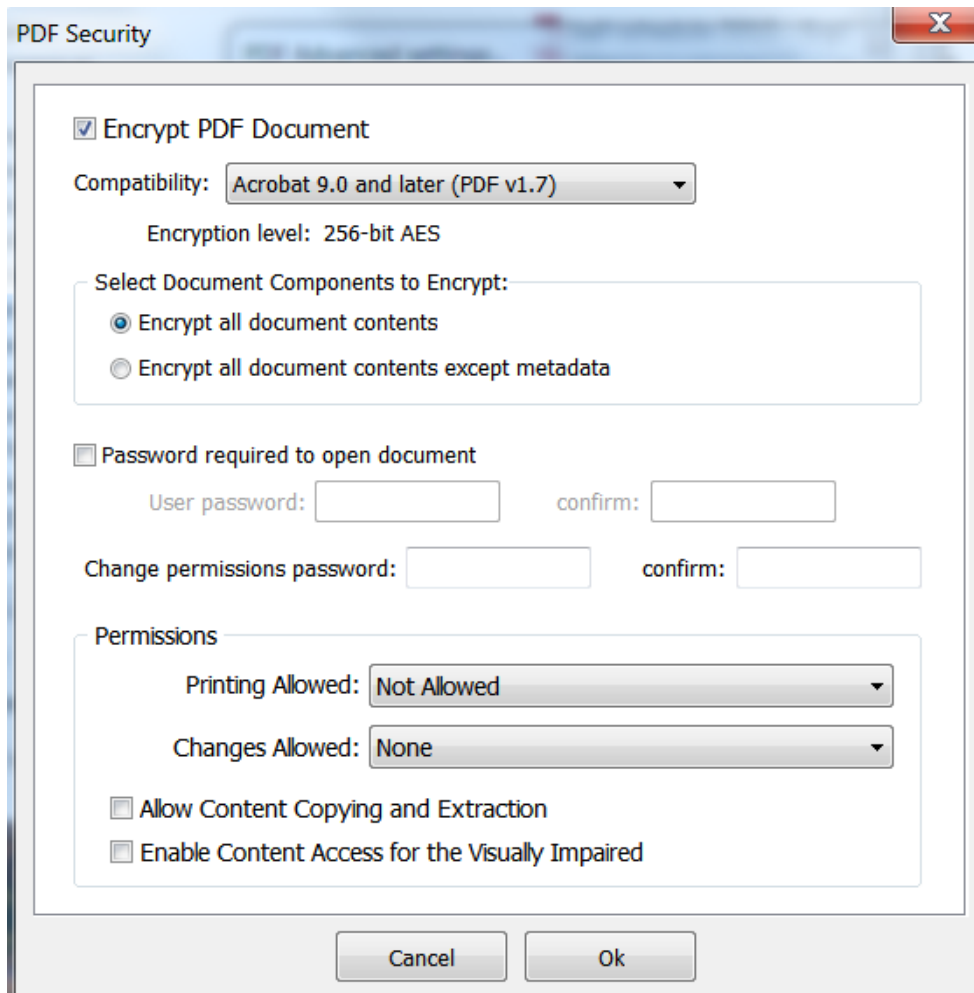 PDF Security
Encrypt PDF Document
Compatibility: Acrobat 9.0 and later (PDF v1.7)
Encryption level: 256-bit AES
Select Document Components to Encrypt:
Encrypt all document contents
Encrypt all document contents except metadata
Password required to open document
User password: confirm:
Change permissions password: confirm:
Permissions
Printing Allowed: Not Allowed
Changes Allowed: None
Allow Content Copying and Extraction
Enable Content Access for the Visually Impaired
Cancel Ok